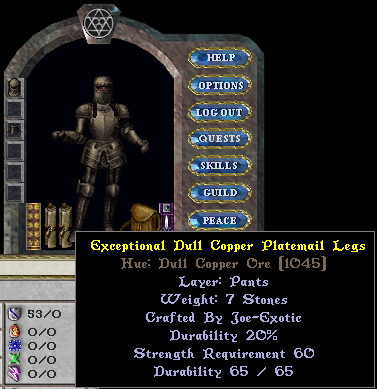 HELP
OPTIONS
LOG OUT
QUESTS
SKILLS
GUILD
PEACE
Exceptional Dull Copper Platemail Legs
Hue: Dull Copper Ore [1045]
Layer: Pants
Weight: 7 Stones
Crafted By Joe-Exotic
Durability 20%
Strength Requirement 60
Durability 65 / 65
53/0
0/0
0/0
0/0
0/0